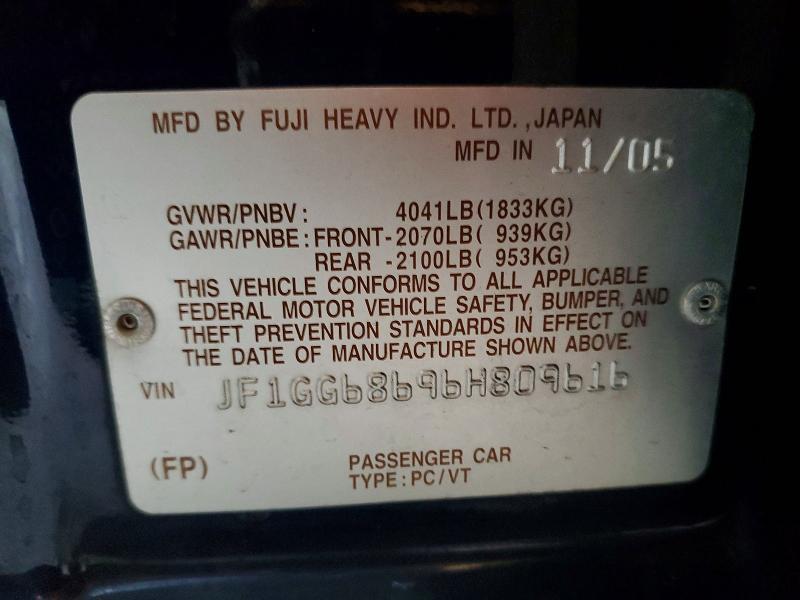 MFD BY FUJI HEAVY IND. LTD.,JAPAN
MFD IN 11/05
GVWR/PNBV: 4041LB(1833KG)
GAWR/PNBE:FRONT-2070LB( 939KG)
REAR -2100LB( 953KG)
THIS VEHICLE CONFORMS TO ALL APPLICABLE
FEDERAL MOTOR VEHICLE SAFETY, BUMPER, AND
THEFT PREVENTION STANDARDS IN EFFECT ON
THE DATE OF MANUFACTURE SHOWN ABOVE.
VIN JF1GG68696H809616
(FP) PASSENGER CAR
TYPE:PC/VT